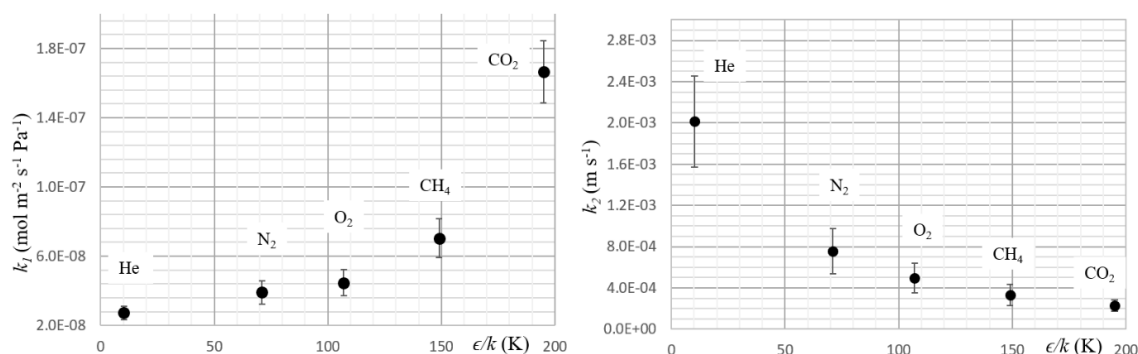 k₁ (mol m⁻² s⁻¹ Pa⁻¹)
1.8E-07
1.4E-07
1.0E-07
6.0E-08
2.0E-08
CO₂
CH₄
O₂
N₂
He
0
50
100
150
ϵ/k (K)
200
k₂ (m s⁻¹)
2.8E-03
2.4E-03
2.0E-03
1.6E-03
1.2E-03
8.0E-04
4.0E-04
0.0E+00
He
N₂
O₂
CH₄
CO₂
0
50
100
150
ϵ/k (K)
200